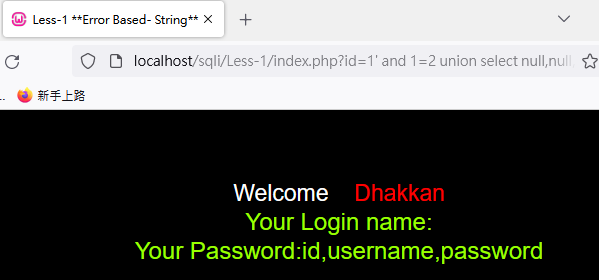 Less-1 **Error Based- String**
localhost/sqli/Less-1/index.php?id=1' and 1=2 union select null,null,
.. 新手上路
Welcome Dhakkan
Your Login name:
Your Password:id,username,password